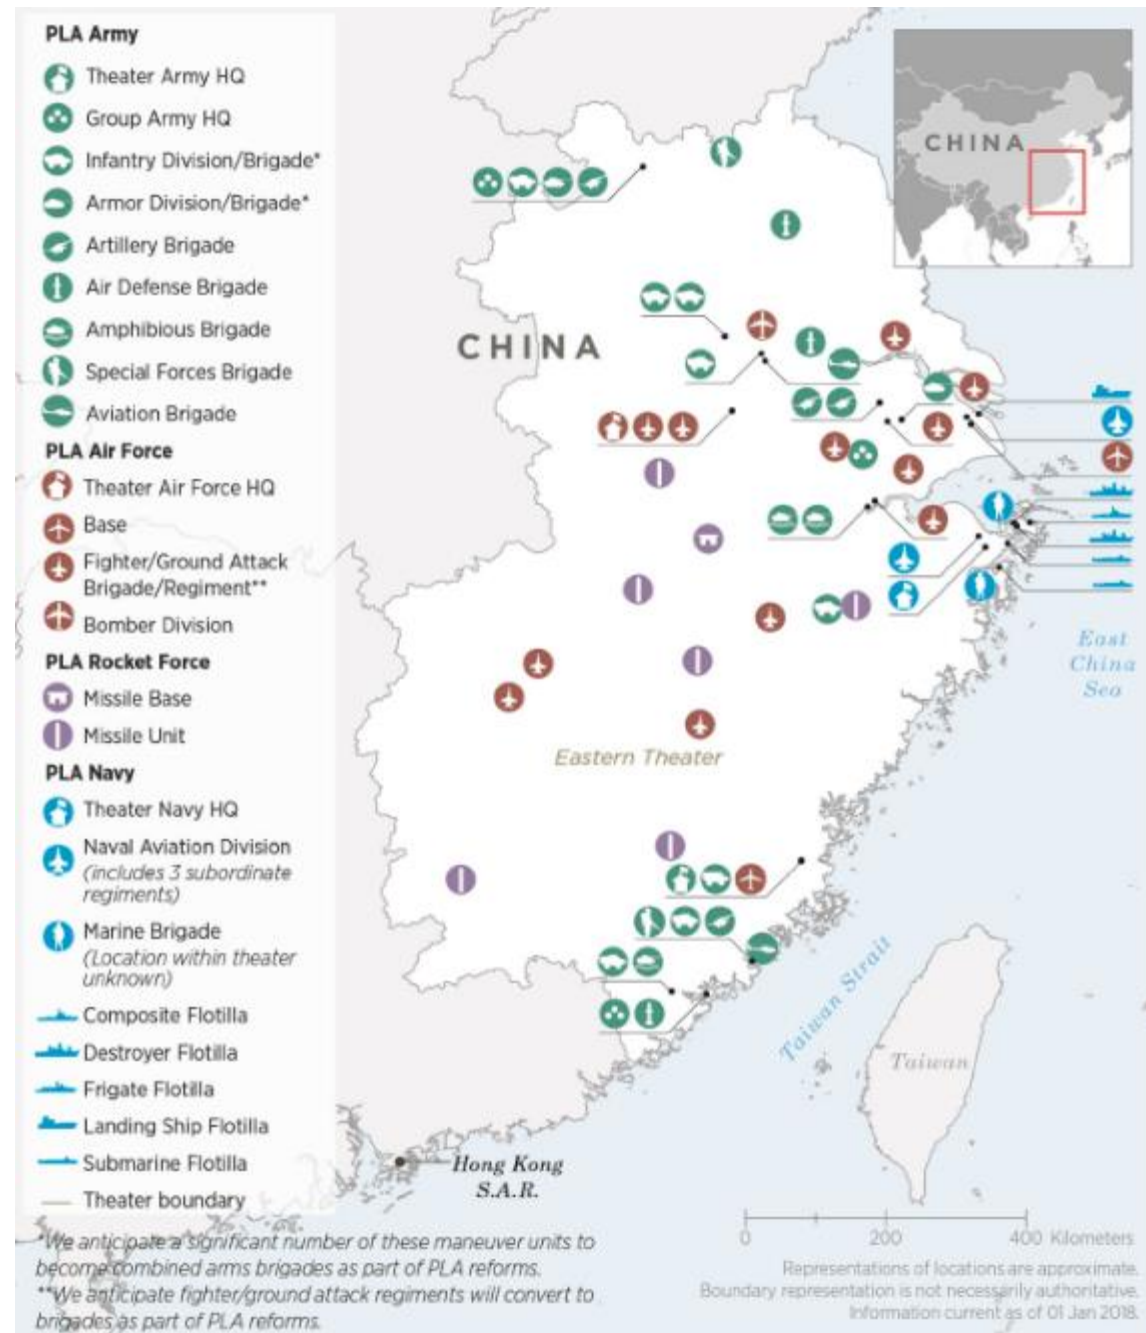 PLA Army
Theater Army HQ
Group Army HQ
Infantry Division/Brigade*
Armor Division/Brigade*
Artillery Brigade
Air Defense Brigade
Amphibious Brigade
Special Forces Brigade
Aviation Brigade
PLA Air Force
Theater Air Force HQ
Base
Fighter/Ground Attack
Brigade/Regiment**
Bomber Division
PLA Rocket Force
Missile Base
Missile Unit
PLA Navy
Theater Navy HQ
Naval Aviation Division
(includes 3 subordinate
regiments)
Marine Brigade
(Location within theater
unknown)
Composite Flotilla
Destroyer Flotilla
Frigate Flotilla
Landing Ship Flotilla
Submarine Flotilla
Theater boundary
*We anticipate a significant number of these maneuver units to
become combined arms brigades as part of PLA reforms.
**We anticipate fighter/ground attack regiments will convert to
brigades as part of PLA reforms.
CHINA
CHINA
Eastern Theater
East
China
Sea
Taiwan Strait
Taiwan
Hong Kong
S.A.R.
0 200 400 Kilometers
Representations of locations are approximate.
Boundary representation is not necessarily authoritative.
Information current as of 01 Jan 2018.